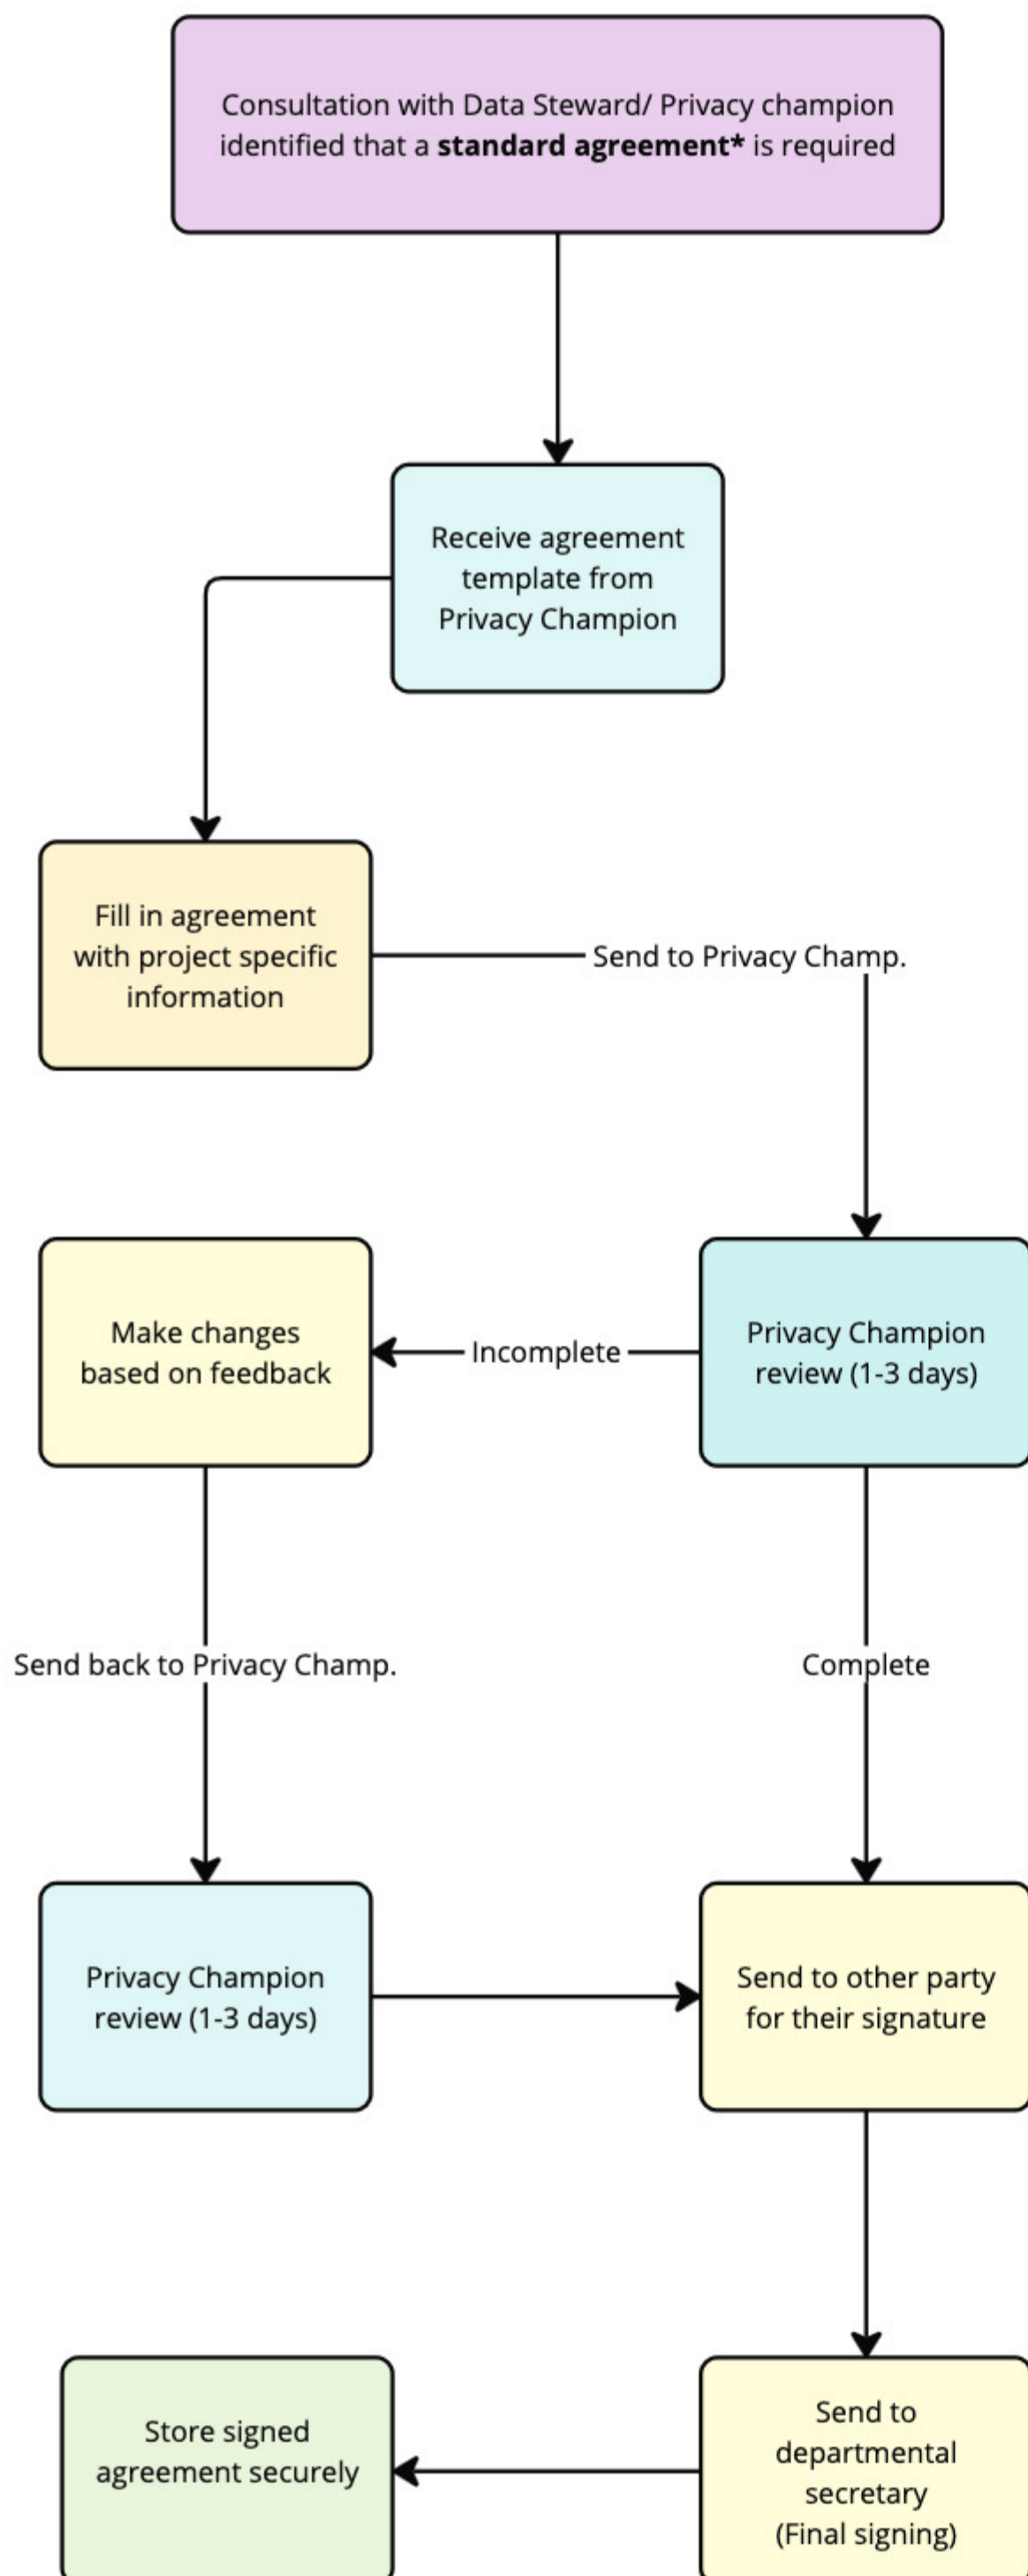 Consultation with Data Steward/ Privacy champion
identified that a standard agreement* is required
Receive agreement
template from
Privacy Champion
Fill in agreement
with project specific
information
Send to Privacy Champ.
Make changes
based on feedback
Incomplete
Privacy Champion
review (1-3 days)
Send back to Privacy Champ.
Complete
Privacy Champion
review (1-3 days)
Send to other party
for their signature
Store signed
agreement securely
Send to
departmental
secretary
(Final signing)